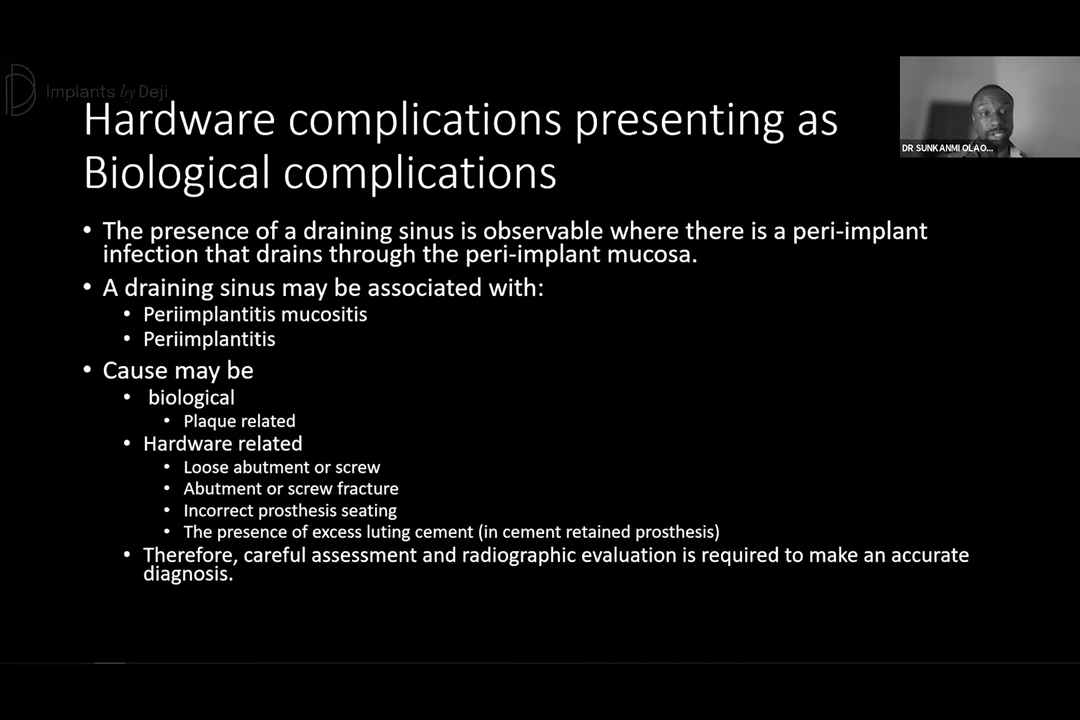 Implants by Deji
Hardware complications presenting as
Biological complications
DR SUNKANMI OLAO...
• The presence of a draining sinus is observable where there is a peri-implant
infection that drains through the peri-implant mucosa.
• A draining sinus may be associated with:
• Periimplantitis mucositis
• Periimplantitis
• Cause may be
• biological
• Plaque related
• Hardware related
• Loose abutment or screw
• Abutment or screw fracture
• Incorrect prosthesis seating
• The presence of excess luting cement (in cement retained prosthesis)
• Therefore, careful assessment and radiographic evaluation is required to make an accurate
diagnosis.